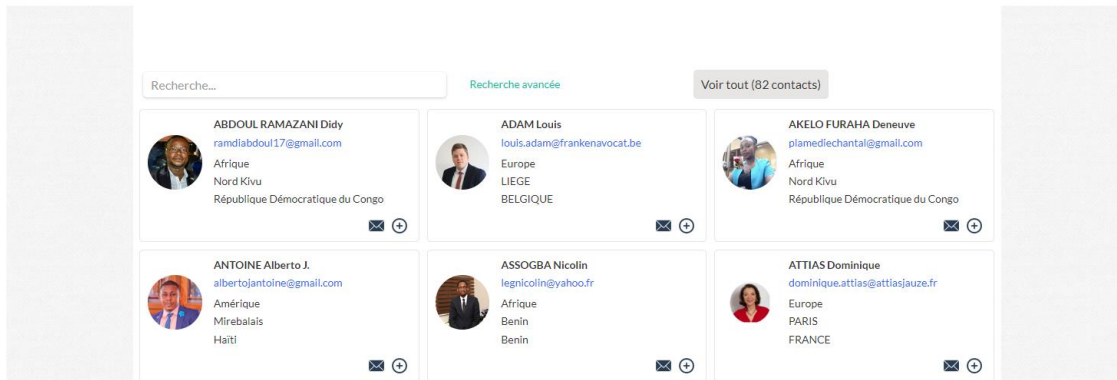 Recherche...
Recherche avancée
Voir tout (82 contacts)
ABDOUL RAMAZANI Didy
ramdiabdoul17@gmail.com
Afrique
Nord Kivu
République Démocratique du Congo
ADAM Louis
louis.adam@frankenavocat.be
Europe
LIEGE
BELGIQUE
AKELO FURAHA Deneuve
plamediechantal@gmail.com
Afrique
Nord Kivu
République Démocratique du Congo
ANTOINE Alberto J.
albertojantoine@gmail.com
Amérique
Mirebalais
Haïti
ASSOGBA Nicolin
legnicolin@yahoo.fr
Afrique
Benin
Benin
ATTIAS Dominique
dominique.attias@attiasjauze.fr
Europe
PARIS
FRANCE